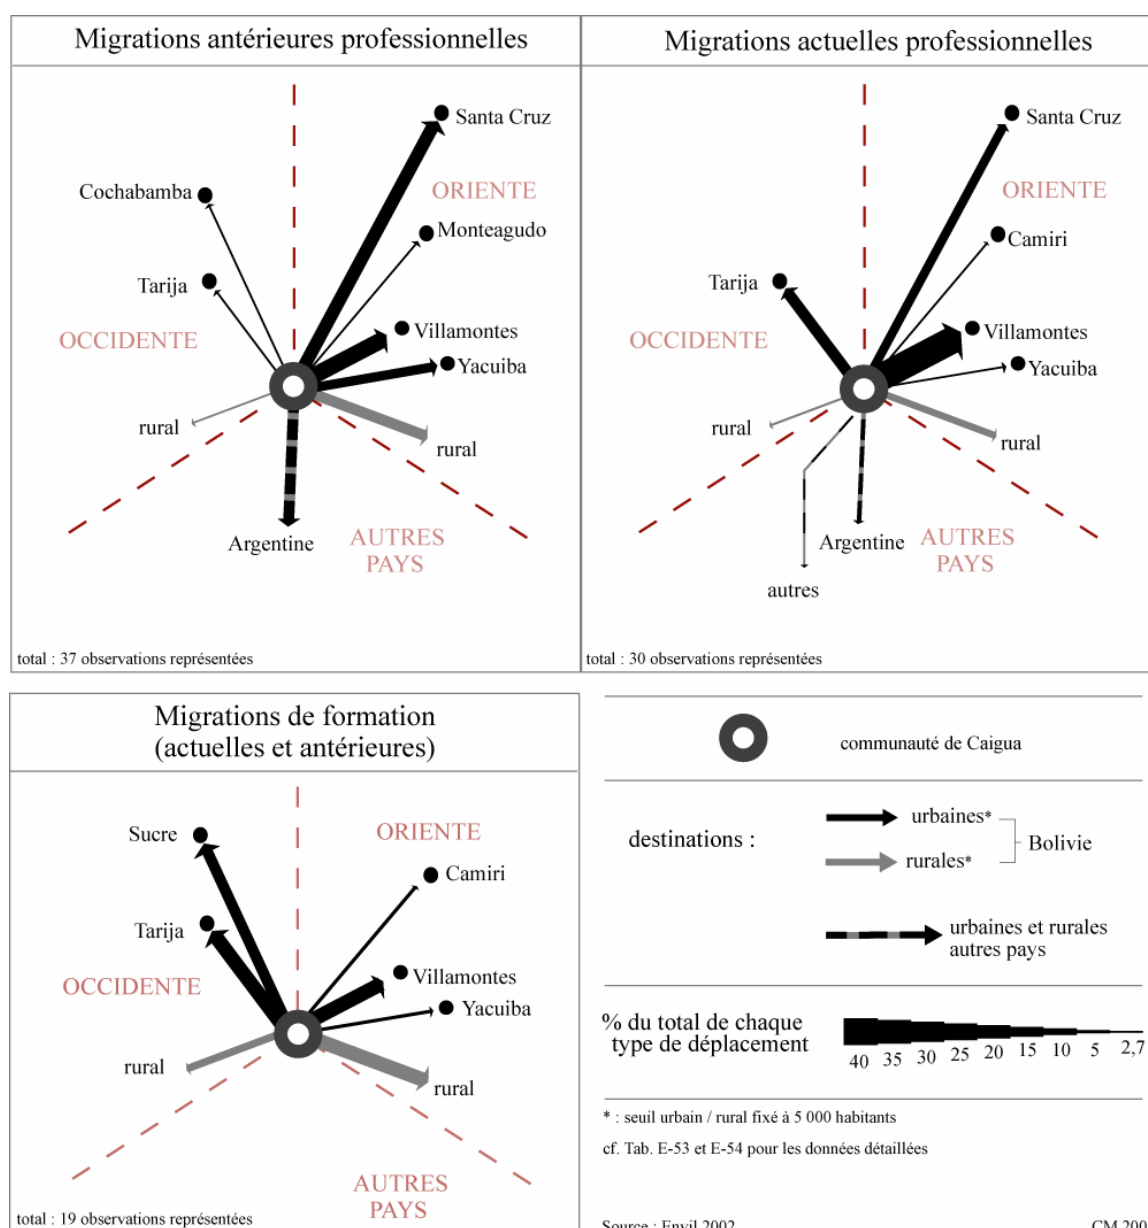 Migrations antérieures professionnelles
Santa Cruz
Cochabamba
ORIENTE
Monteagudo
Tarija
OCCIDENTE
Villamontes
Yacuiba
rural
rural
Argentine
AUTRES
PAYS
total : 37 observations représentées
Migrations actuelles professionnelles
Santa Cruz
ORIENTE
Camiri
Tarija
OCCIDENTE
Villamontes
Yacuiba
rural
rural
Argentine
AUTRES
PAYS
autres
total : 30 observations représentées
Migrations de formation
(actuelles et antérieures)
Sucre
ORIENTE
Camiri
Tarija
OCCIDENTE
Villamontes
Yacuiba
rural
rural
AUTRES
PAYS
total : 19 observations représentées
communauté de Caigua
destinations :
urbaines*
rurales*
Bolivie
urbaines et rurales
autres pays
% du total de chaque
type de déplacement
40 35 30 25 20 15 10 5 2,7
* : seuil urbain / rural fixé à 5 000 habitants
cf. Tab. E-53 et E-54 pour les données détaillées
Source : Envil 2002
CM